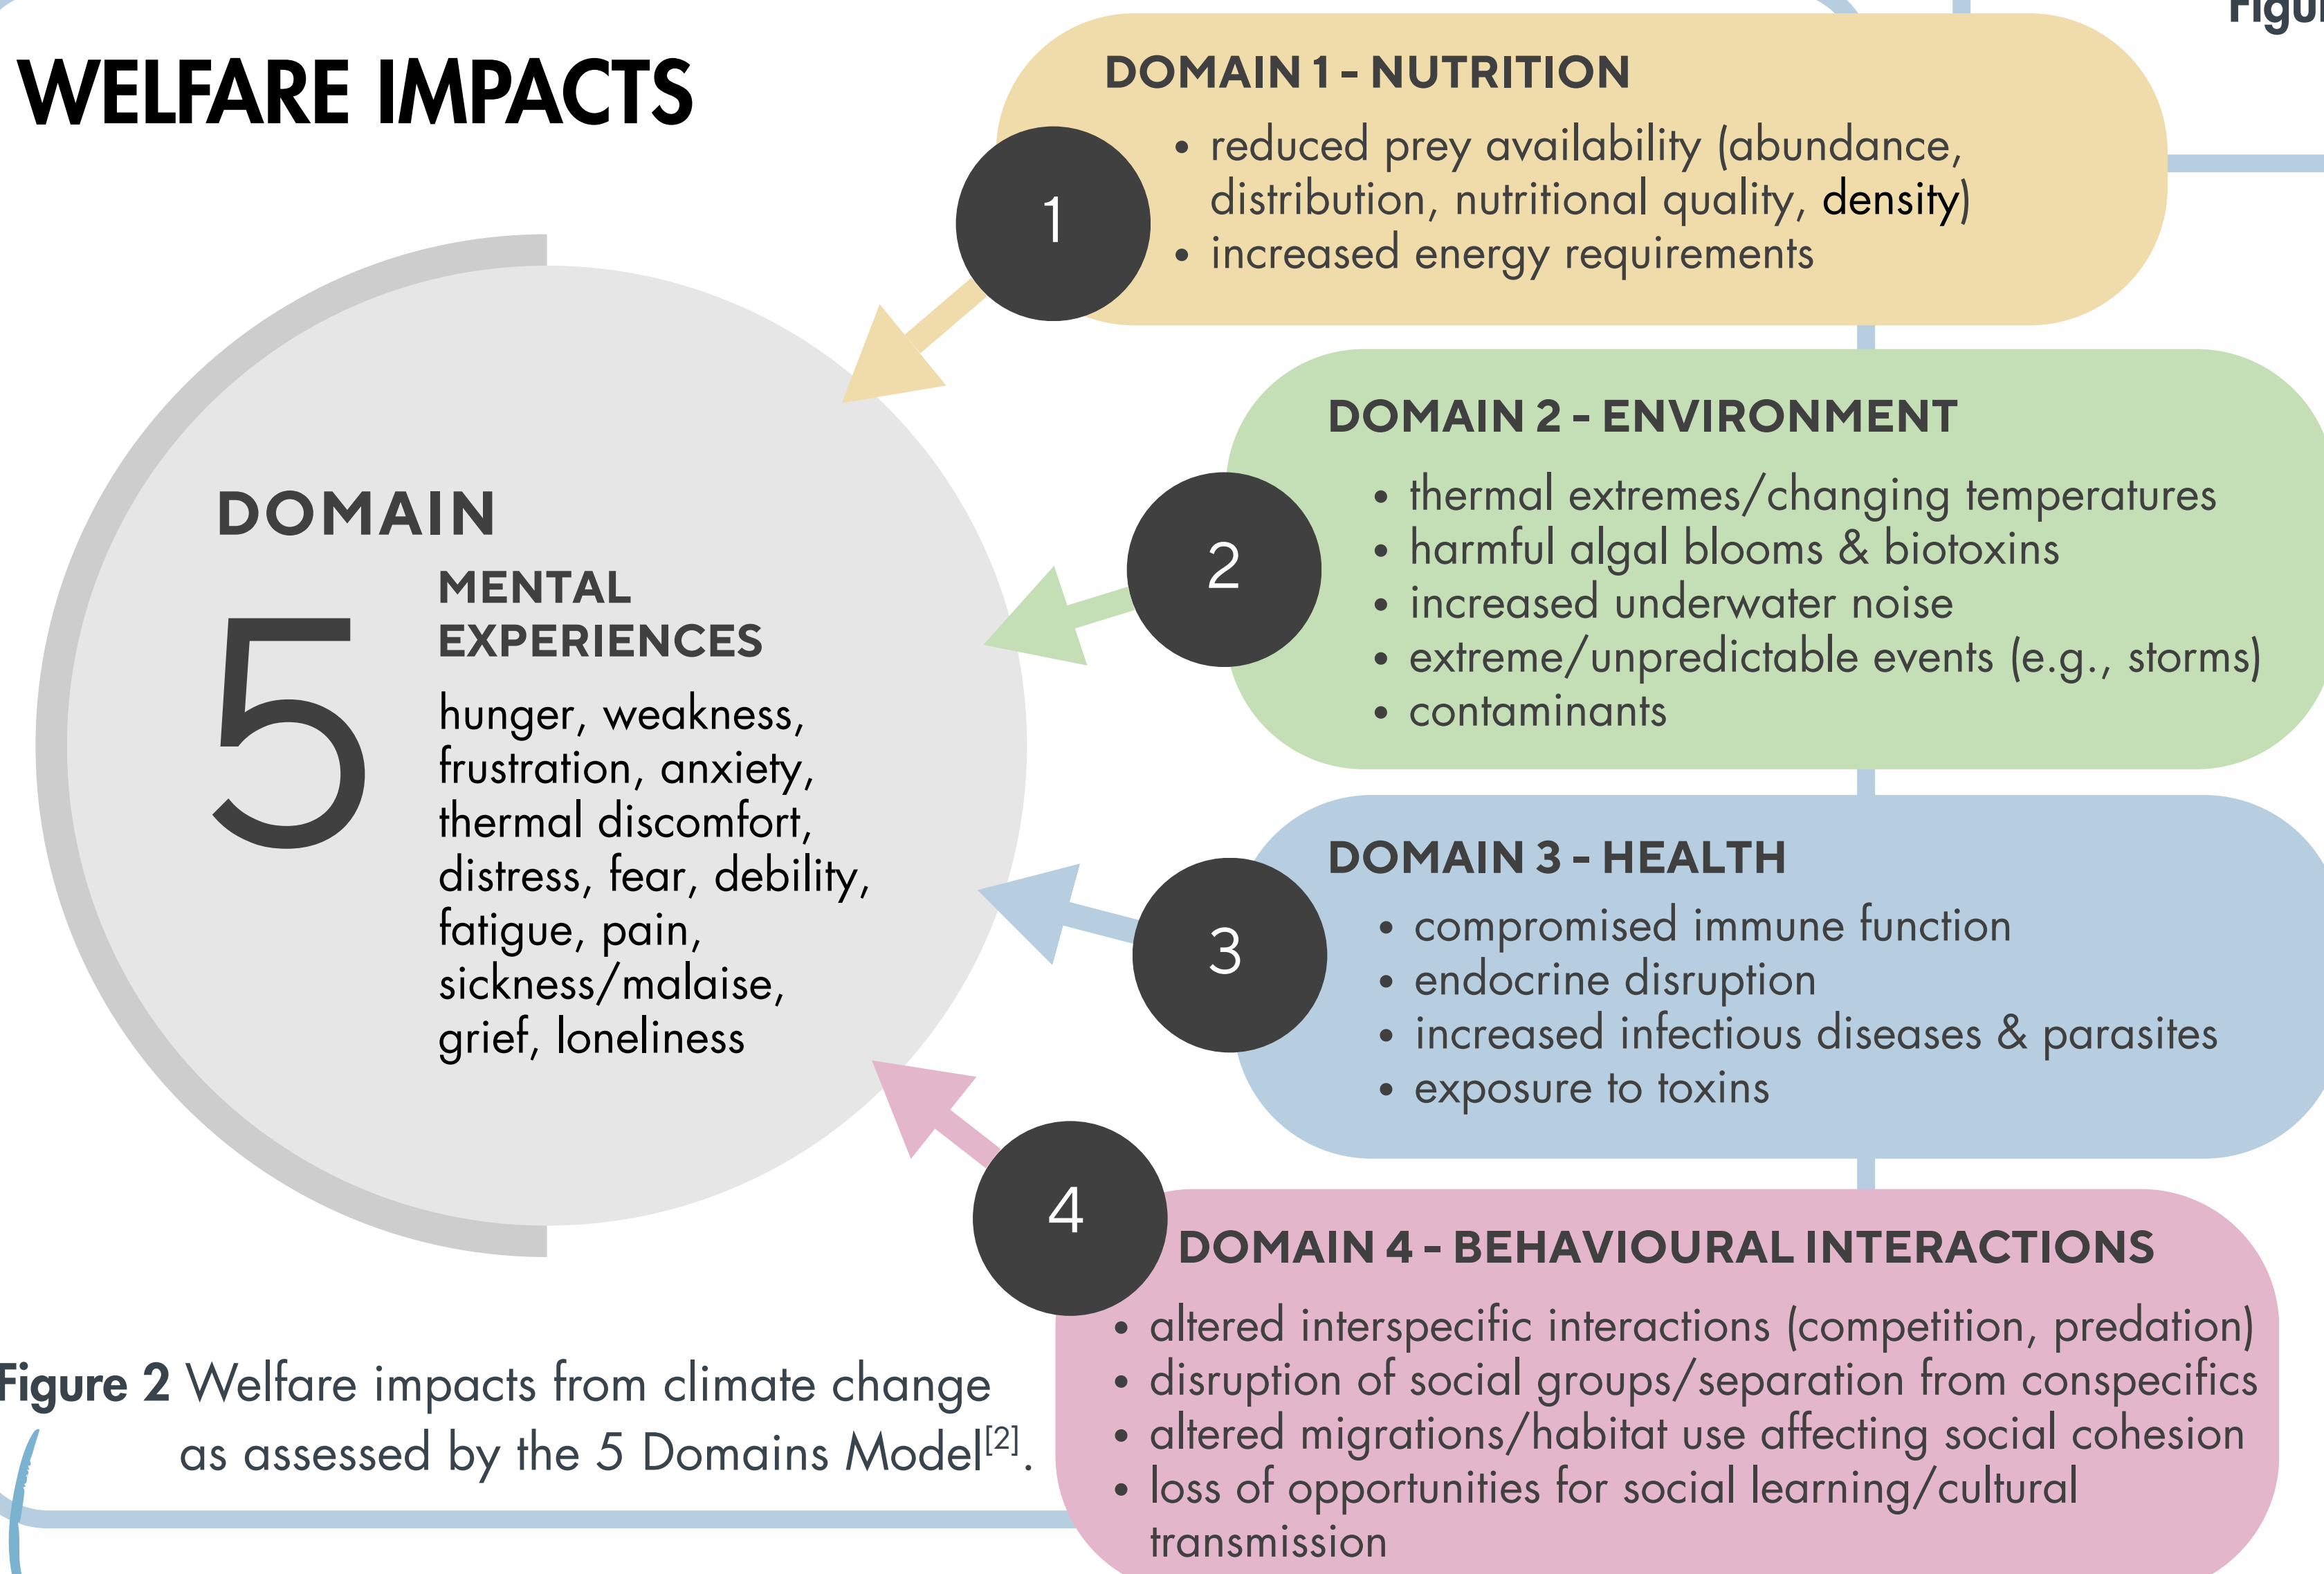 WELFARE IMPACTS
DOMAIN
5
MENTAL
EXPERIENCES
hunger, weakness,
frustration, anxiety,
thermal discomfort,
distress, fear, debility,
fatigue, pain,
sickness/malaise,
grief, loneliness
1
DOMAIN 1 - NUTRITION
• reduced prey availability (abundance,
distribution, nutritional quality, density)
• increased energy requirements
2
DOMAIN 2 - ENVIRONMENT
• thermal extremes/changing temperatures
• harmful algal blooms & biotoxins
• increased underwater noise
• extreme/unpredictable events (e.g., storms)
• contaminants
3
DOMAIN 3 - HEALTH
• compromised immune function
• endocrine disruption
• increased infectious diseases & parasites
• exposure to toxins
4
DOMAIN 4 - BEHAVIOURAL INTERACTIONS
• altered interspecific interactions (competition, predation)
• disruption of social groups/separation from conspecifics
• altered migrations/habitat use affecting social cohesion
• loss of opportunities for social learning/cultural
transmission
Figure 2 Welfare impacts from climate change
as assessed by the 5 Domains Model[2].